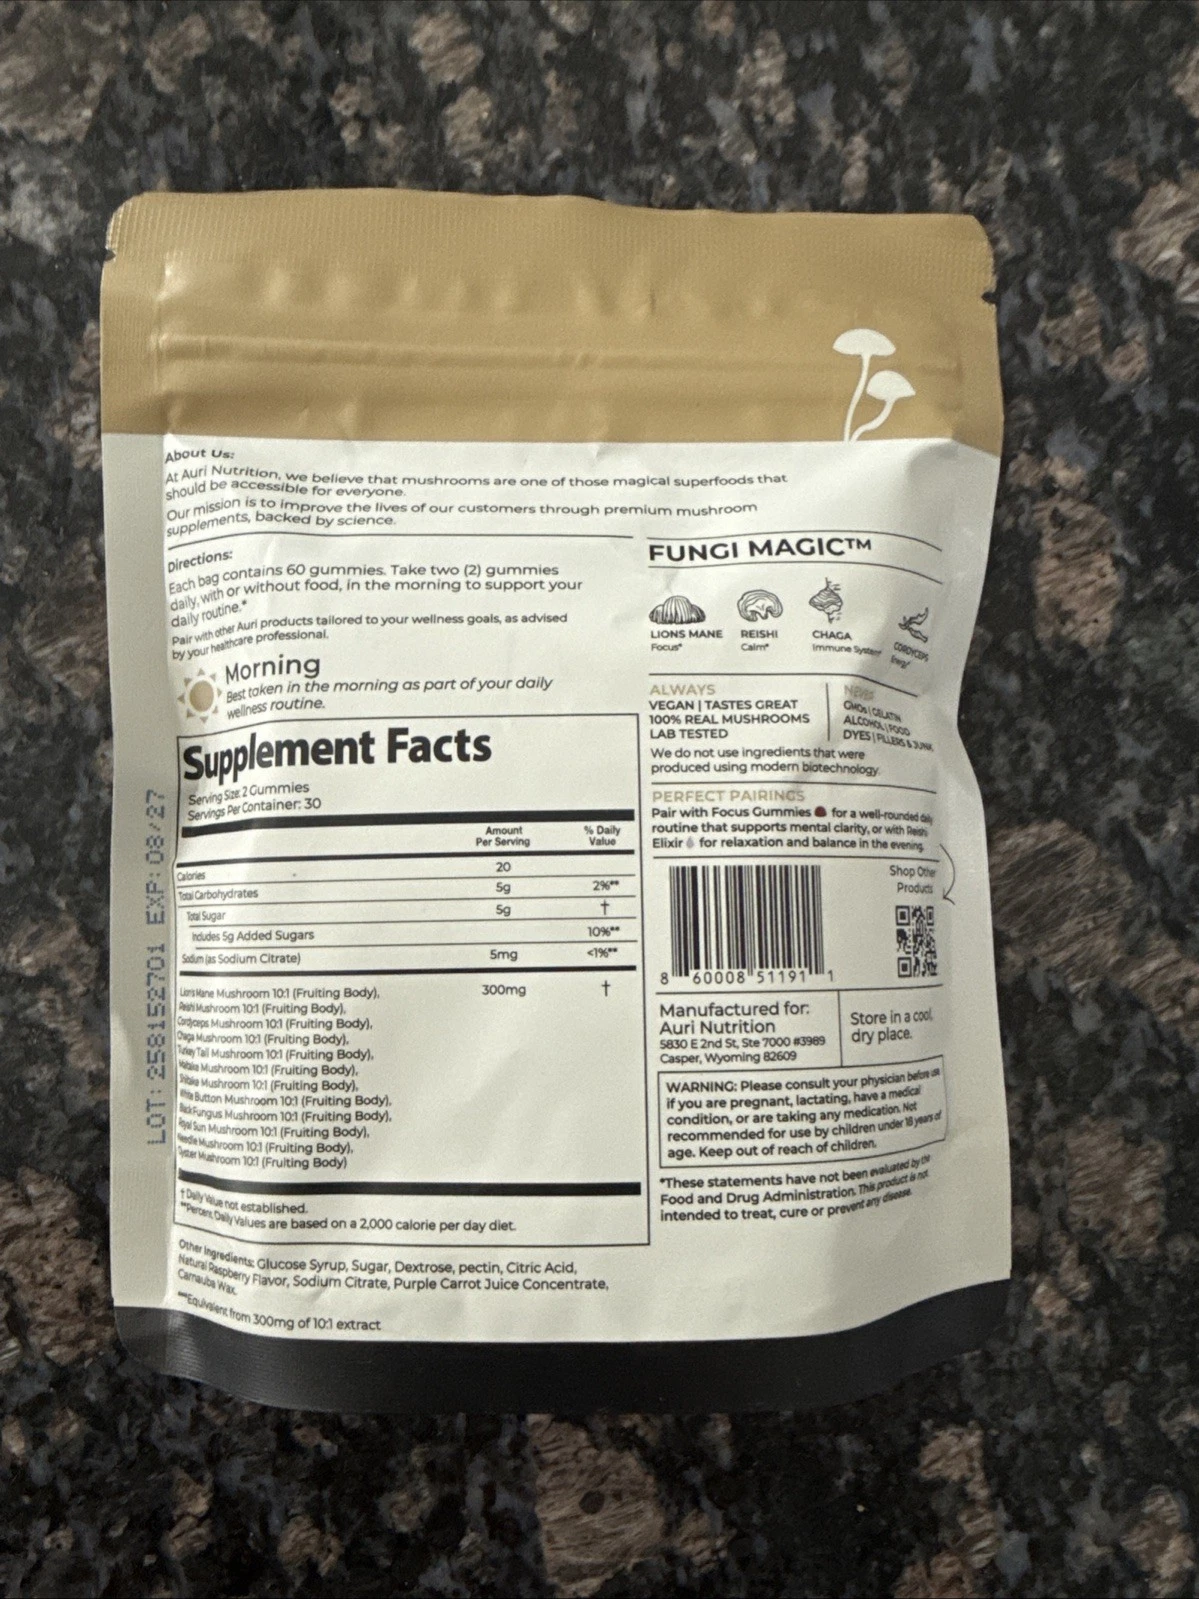 About Us:
At Auri Nutrition, we believe that mushrooms are one of those magical superfoods that
should be accessible for everyone.
Our mission is to improve the lives of our customers through premium mushroom
supplements, backed by science.
Directions:
Each bag contains 60 gummies. Take two (2) gummies
daily, with or without food, in the morning to support your
daily routine.*
Pair with other Auri products tailored to your wellness goals, as advised
by your healthcare professional.
Morning
Best taken in the morning as part of your daily
wellness routine.
Supplement Facts
Serving Size: 2 Gummies
Servings Per Container: 30
Amount
Per Serving
% Daily
Value
Calories 20
Total Carbohydrates 5g 2%**
Total Sugar 5g †
Includes 5g Added Sugars 10%**
Sodium (as Sodium Citrate) 5mg <1%**
Lion's Mane Mushroom 10:1 (Fruiting Body), 300mg †
Reishi Mushroom 10:1 (Fruiting Body),
Cordyceps Mushroom 10:1 (Fruiting Body),
Chaga Mushroom 10:1 (Fruiting Body),
Turkey Tail Mushroom 10:1 (Fruiting Body),
Maitake Mushroom 10:1 (Fruiting Body),
Shiitake Mushroom 10:1 (Fruiting Body),
White Button Mushroom 10:1 (Fruiting Body),
Black Fungus Mushroom 10:1 (Fruiting Body),
Royal Sun Mushroom 10:1 (Fruiting Body),
Mushroom 10:1 (Fruiting Body),
Oyster Mushroom 10:1 (Fruiting Body)
† Daily Value not established.
**Percent Daily Values are based on a 2,000 calorie per day diet.
Other Ingredients: Glucose Syrup, Sugar, Dextrose, pectin, Citric Acid,
Natural Raspberry Flavor, Sodium Citrate, Purple Carrot Juice Concentrate,
Carnauba Wax.
***Equivalent from 300mg of 10:1 extract
LOT: 258152701 EXP: 08/27
FUNGI MAGIC™
LIONS MANE
Focus*
REISHI
Calm*
CHAGA
Immune System*
CORDYCEPS
ALWAYS
VEGAN | TASTES GREAT
100% REAL MUSHROOMS
LAB TESTED
Never
GMOs | GELATIN
ALCOHOL | FOOD
DYES | FILLERS & JUNK
We do not use ingredients that were
produced using modern biotechnology.
PERFECT PAIRINGS
Pair with Focus Gummies for a well-rounded daily
routine that supports mental clarity, or with Reishi
Elixir for relaxation and balance in the evening.
8 60008 51191 1
Shop Other
Products
Manufactured for:
Auri Nutrition
5830 E 2nd St, Ste 7000 #3989
Casper, Wyoming 82609
Store in a cool,
dry place.
WARNING: Please consult your physician before use
if you are pregnant, lactating, have a medical
condition, or are taking any medication. Not
recommended for use by children under 18 years of
age. Keep out of reach of children.
*These statements have not been evaluated by the
Food and Drug Administration. This product is not
intended to treat, cure or prevent any disease.